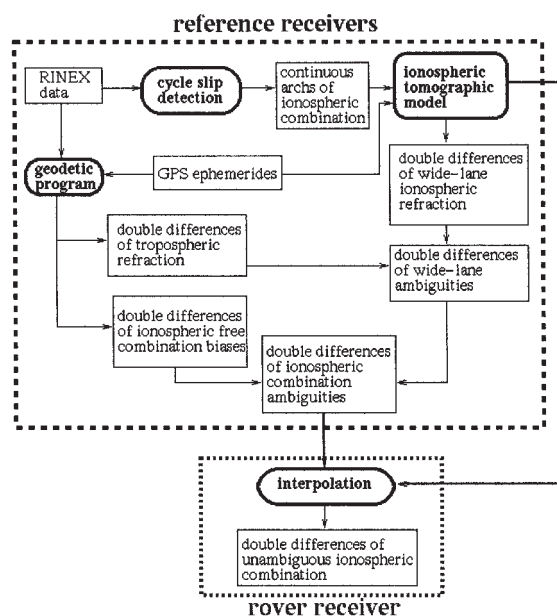 reference receivers
RINEX
data
cycle slip
detection
continuous
archs of
ionospheric
combination
ionospheric
tomographic
model
geodetic
program
GPS ephemerides
double differences
of wide-lane
ionospheric
refraction
double differences
of tropospheric
refraction
double differences
of wide-lane
ambiguities
double differences
of ionospheric free
combination biases
double differences
of ionospheric
combination
ambiguities
interpolation
double differences of
unambiguous ionospheric
combination
rover receiver